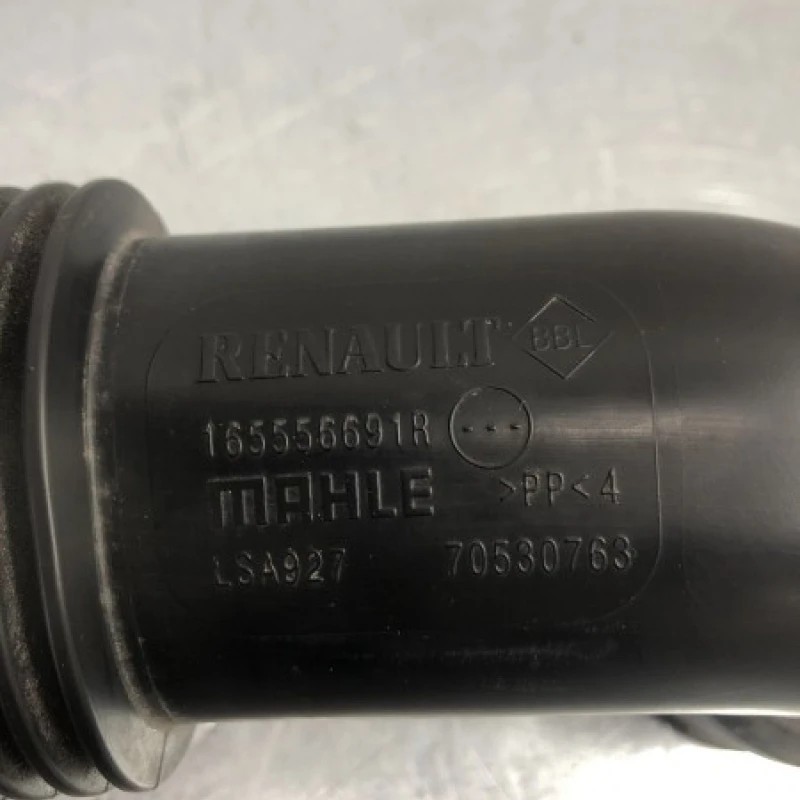 RENAULT BBL
165556691R ---
MAHLE >PP<4
LSA927 70530763